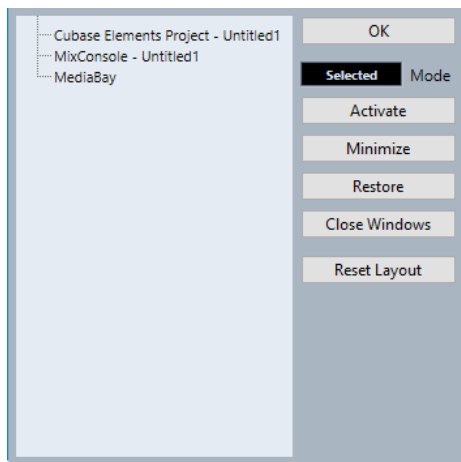 Cubase Elements Project - Untitled1
MixConsole - Untitled1
MediaBay
OK
Selected Mode
Activate
Minimize
Restore
Close Windows
Reset Layout